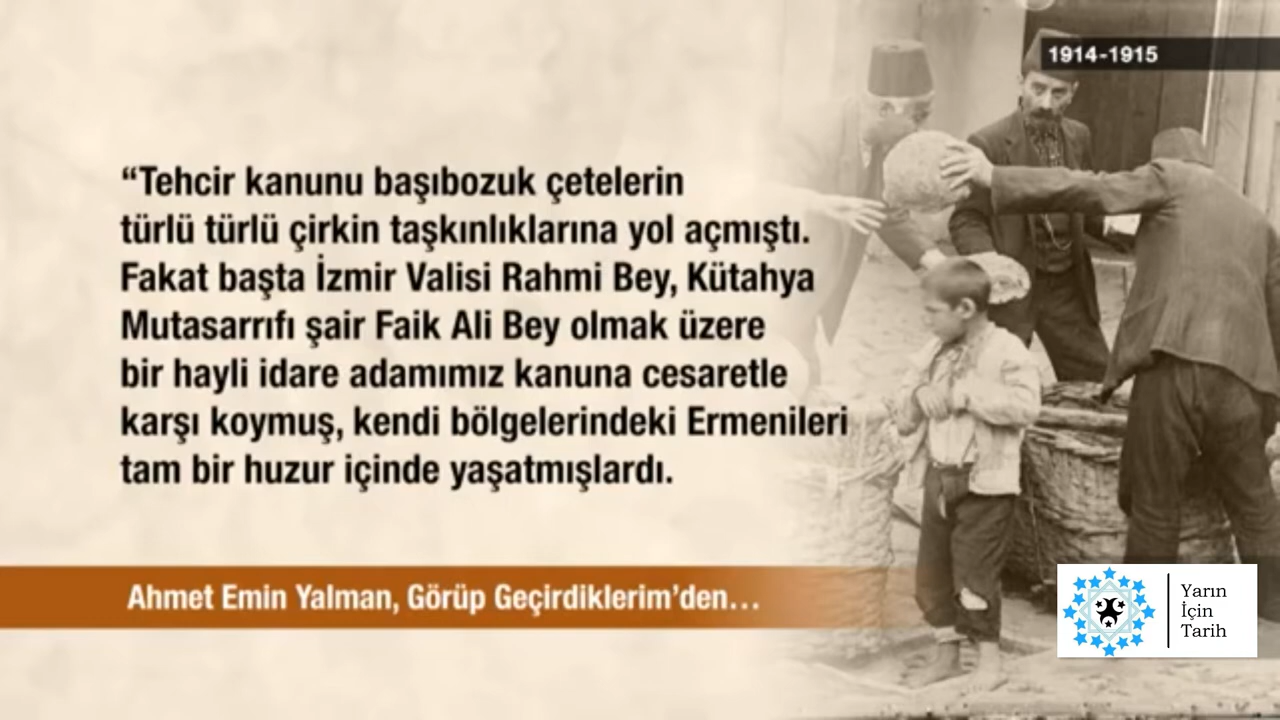 1914-1915
“Tehcir kanunu başıbozuk çetelerin
türlü türlü çirkin taşkınlıklarına yol açmıştı.
Fakat başta İzmir Valisi Rahmi Bey, Kütahya
Mutasarrıfı şair Faik Ali Bey olmak üzere
bir hayli idare adamımız kanuna cesaretle
karşı koymuş, kendi bölgelerindeki Ermenileri
tam bir huzur içinde yaşatmışlardı.
Ahmet Emin Yalman, Görüp Geçirdiklerim’den...
Yarın
İçin
Tarih